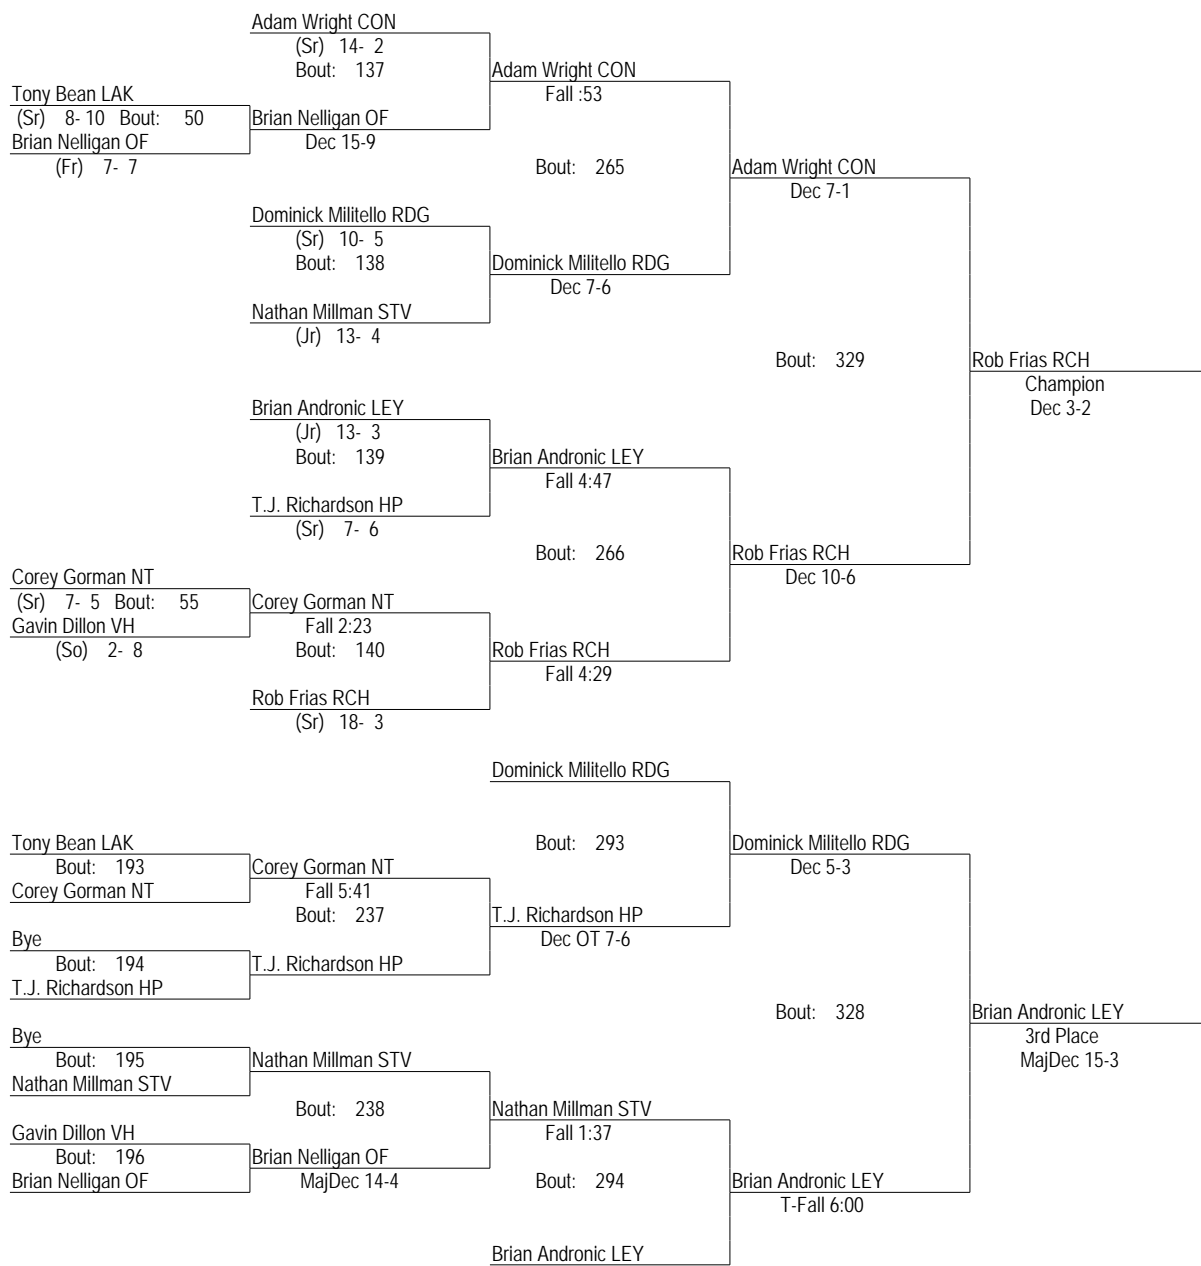 Adam Wright CON
(Sr) 14- 2
Bout: 137
Adam Wright CON
Fall :53
Tony Bean LAK
(Sr) 8- 10 Bout: 50
Brian Nelligan OF
Dec 15-9
Brian Nelligan OF
(Fr) 7- 7
Bout: 265
Adam Wright CON
Dec 7-1
Dominick Militello RDG
(Sr) 10- 5
Bout: 138
Dominick Militello RDG
Dec 7-6
Nathan Millman STV
(Jr) 13- 4
Bout: 329
Rob Frias RCH
Champion
Dec 3-2
Brian Andronic LEY
(Jr) 13- 3
Bout: 139
Brian Andronic LEY
Fall 4:47
T.J. Richardson HP
(Sr) 7- 6
Bout: 266
Rob Frias RCH
Dec 10-6
Corey Gorman NT
(Sr) 7- 5 Bout: 55
Gavin Dillon VH
(So) 2- 8
Corey Gorman NT
Fall 2:23
Bout: 140
Rob Frias RCH
Fall 4:29
Rob Frias RCH
(Sr) 18- 3
Dominick Militello RDG
Bout: 293
Dominick Militello RDG
Dec 5-3
Tony Bean LAK
Bout: 193
Corey Gorman NT
Corey Gorman NT
Fall 5:41
Bout: 237
T.J. Richardson HP
Dec OT 7-6
Bye
Bout: 194
T.J. Richardson HP
T.J. Richardson HP
Bout: 328
Brian Andronic LEY
3rd Place
MajDec 15-3
Bye
Bout: 195
Nathan Millman STV
Nathan Millman STV
Bout: 238
Nathan Millman STV
Fall 1:37
Gavin Dillon VH
Bout: 196
Brian Nelligan OF
Brian Nelligan OF
MajDec 14-4
Bout: 294
Brian Andronic LEY
T-Fall 6:00
Brian Andronic LEY